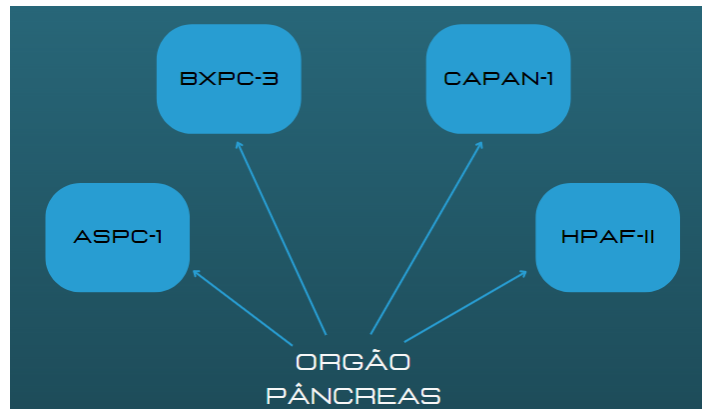 BXPC-3
CAPAN-1
ASPC-1
HPAF-II
ORGÃO
PÂNCREAS